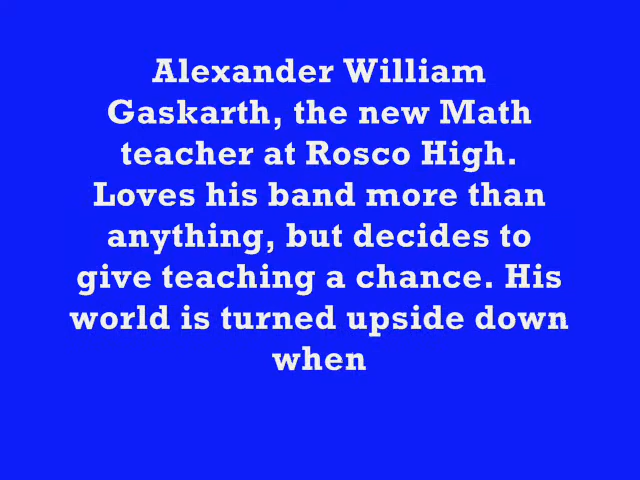 Alexander William
Gaskarth, the new Math
teacher at Rosco High.
Loves his band more than
anything, but decides to
give teaching a chance. His
world is turned upside down
when